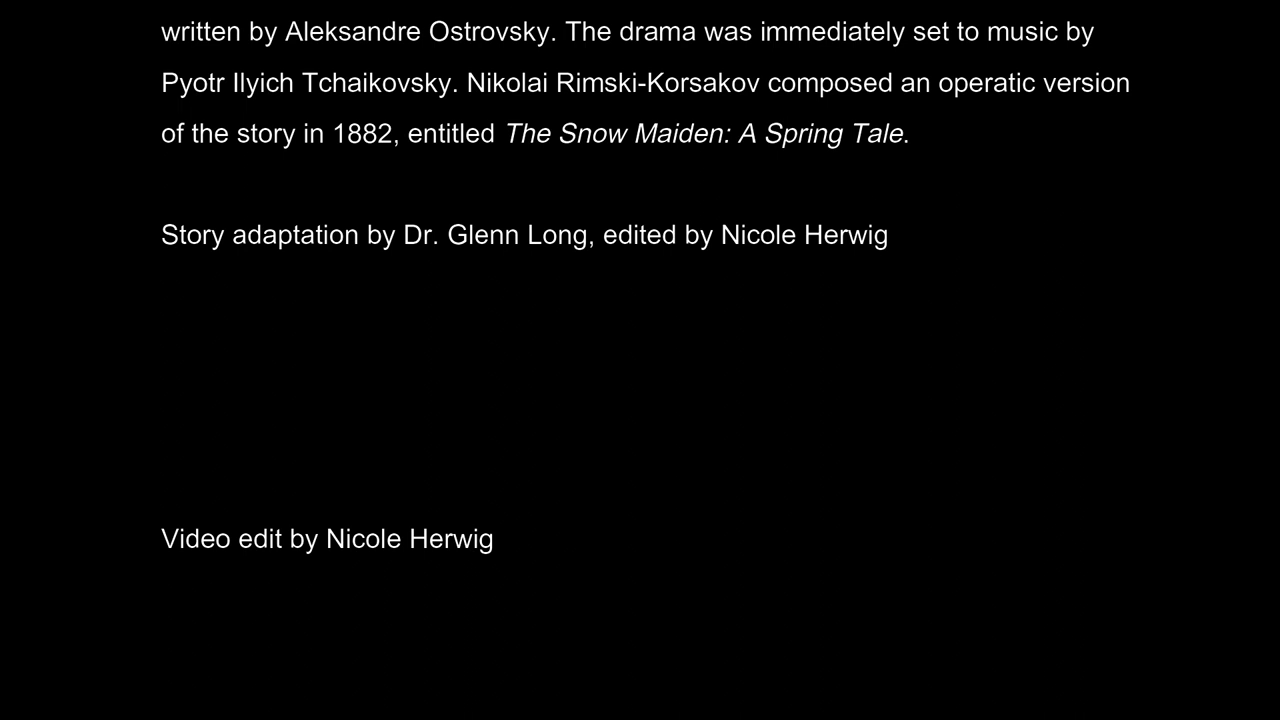 written by Aleksandre Ostrovsky. The drama was immediately set to music by
Pyotr Ilyich Tchaikovsky. Nikolai Rimski-Korsakov composed an operatic version
of the story in 1882, entitled The Snow Maiden: A Spring Tale.
Story adaptation by Dr. Glenn Long, edited by Nicole Herwig
Video edit by Nicole Herwig